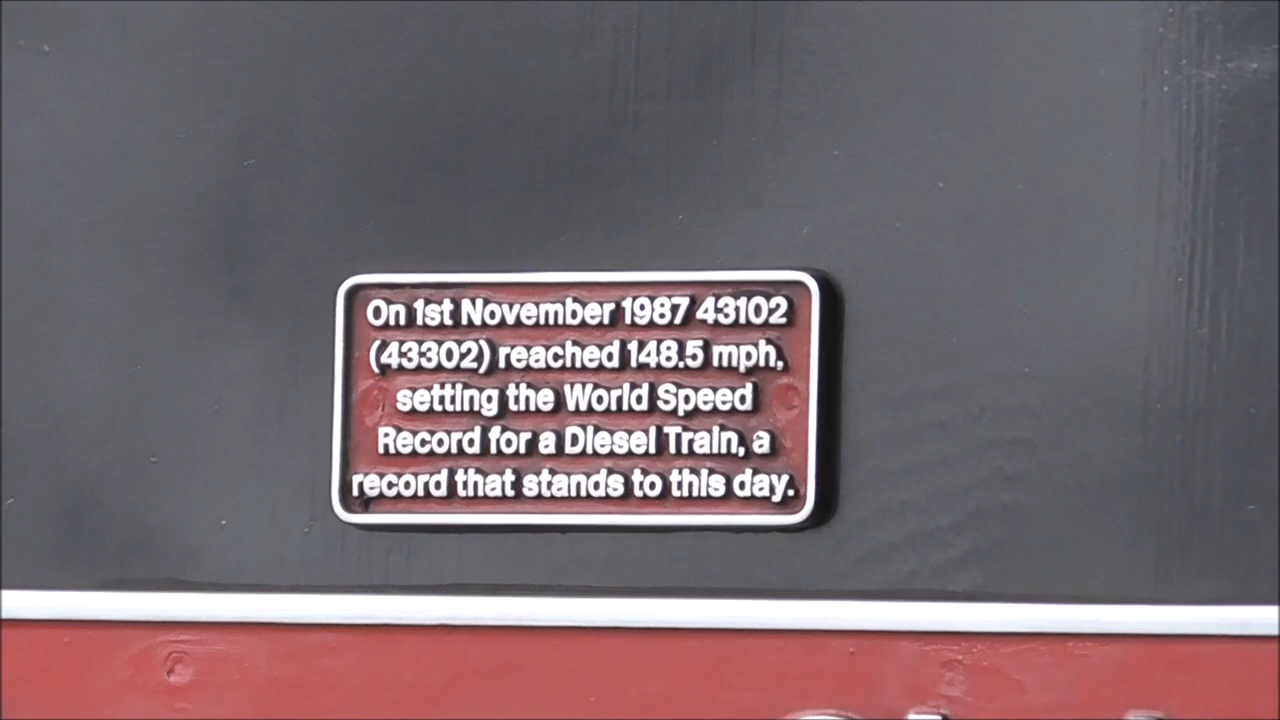 On 1st November 1987 43102
(43302) reached 148.5 mph,
setting the World Speed
Record for a Diesel Train, a
record that stands to this day.